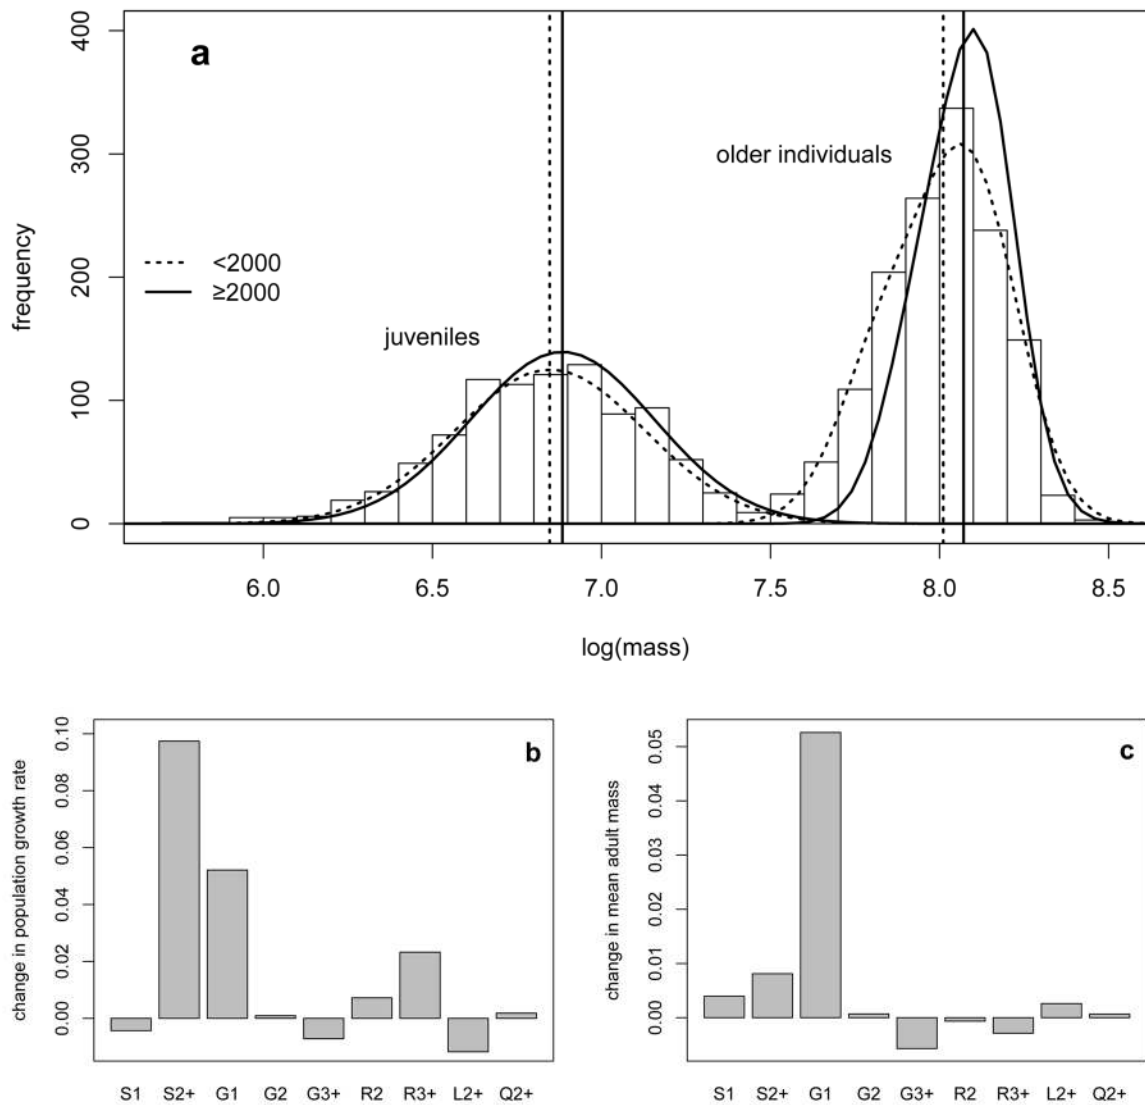 a
400
300
200
100
0
frequency
older individuals
<2000
≥2000
juveniles
6.0 6.5 7.0 7.5 8.0 8.5
log(mass)
b
0.10
0.08
0.06
0.04
0.02
0.00
change in population growth rate
S1 S2+ G1 G2 G3+ R2 R3+ L2+ Q2+
c
0.05
0.04
0.03
0.02
0.01
0.00
change in mean adult mass
S1 S2+ G1 G2 G3+ R2 R3+ L2+ Q2+